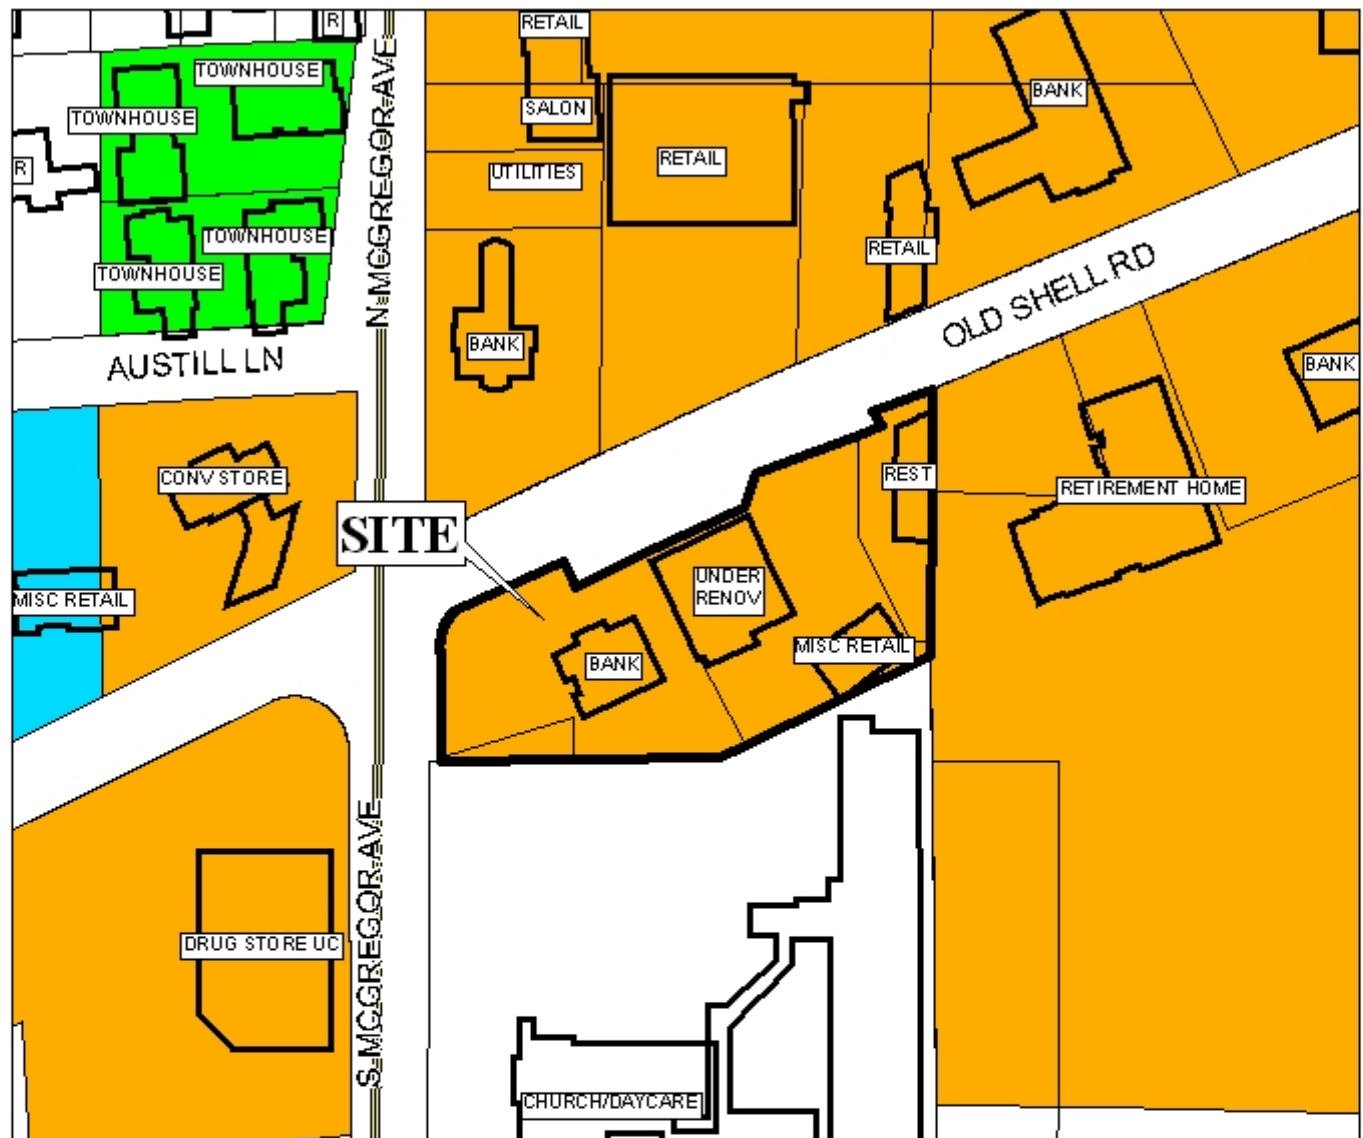 R
RETAIL
TOWNHOUSE
BANK
TOWNHOUSE
SALON
N MCGREGOR AVE
RETAIL
R
UTILITIES
TOWNHOUSE
RETAIL
TOWNHOUSE
OLD SHELL RD
BANK
AUSTILL LN
BANK
CONV STORE
REST
RETIREMENT HOME
SITE
UNDER
RENOV
MISC RETAIL
MISC RETAIL
BANK
S MCGREGOR AVE
DRUG STORE UC
CHURCH/DAYCARE